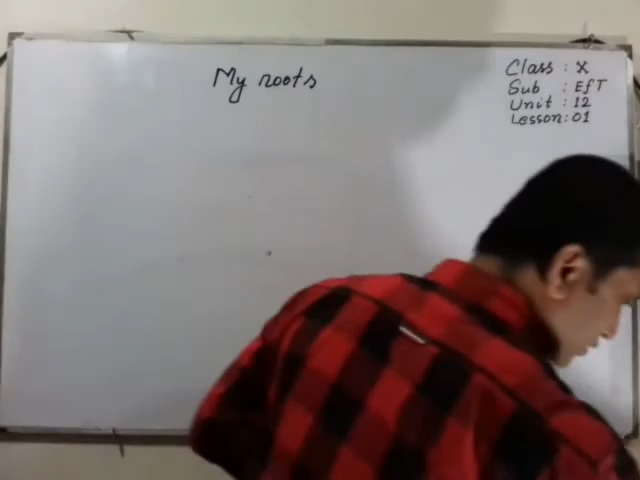 My roots
Class : X
Sub : EfT
Unit : 12
Lesson : 01